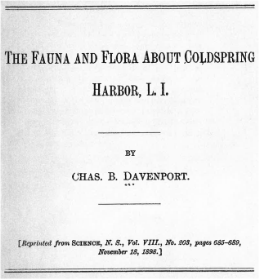 THE FAUNA AND FLORA ABOUT COLDSPRING
HARBOR, L. I.
BY
CHAS. B. DAVENPORT.
[Reprinted from SCIENCE, N. S., Vol. VIII., No. 203, pages 685-689,
November 18, 1898.]